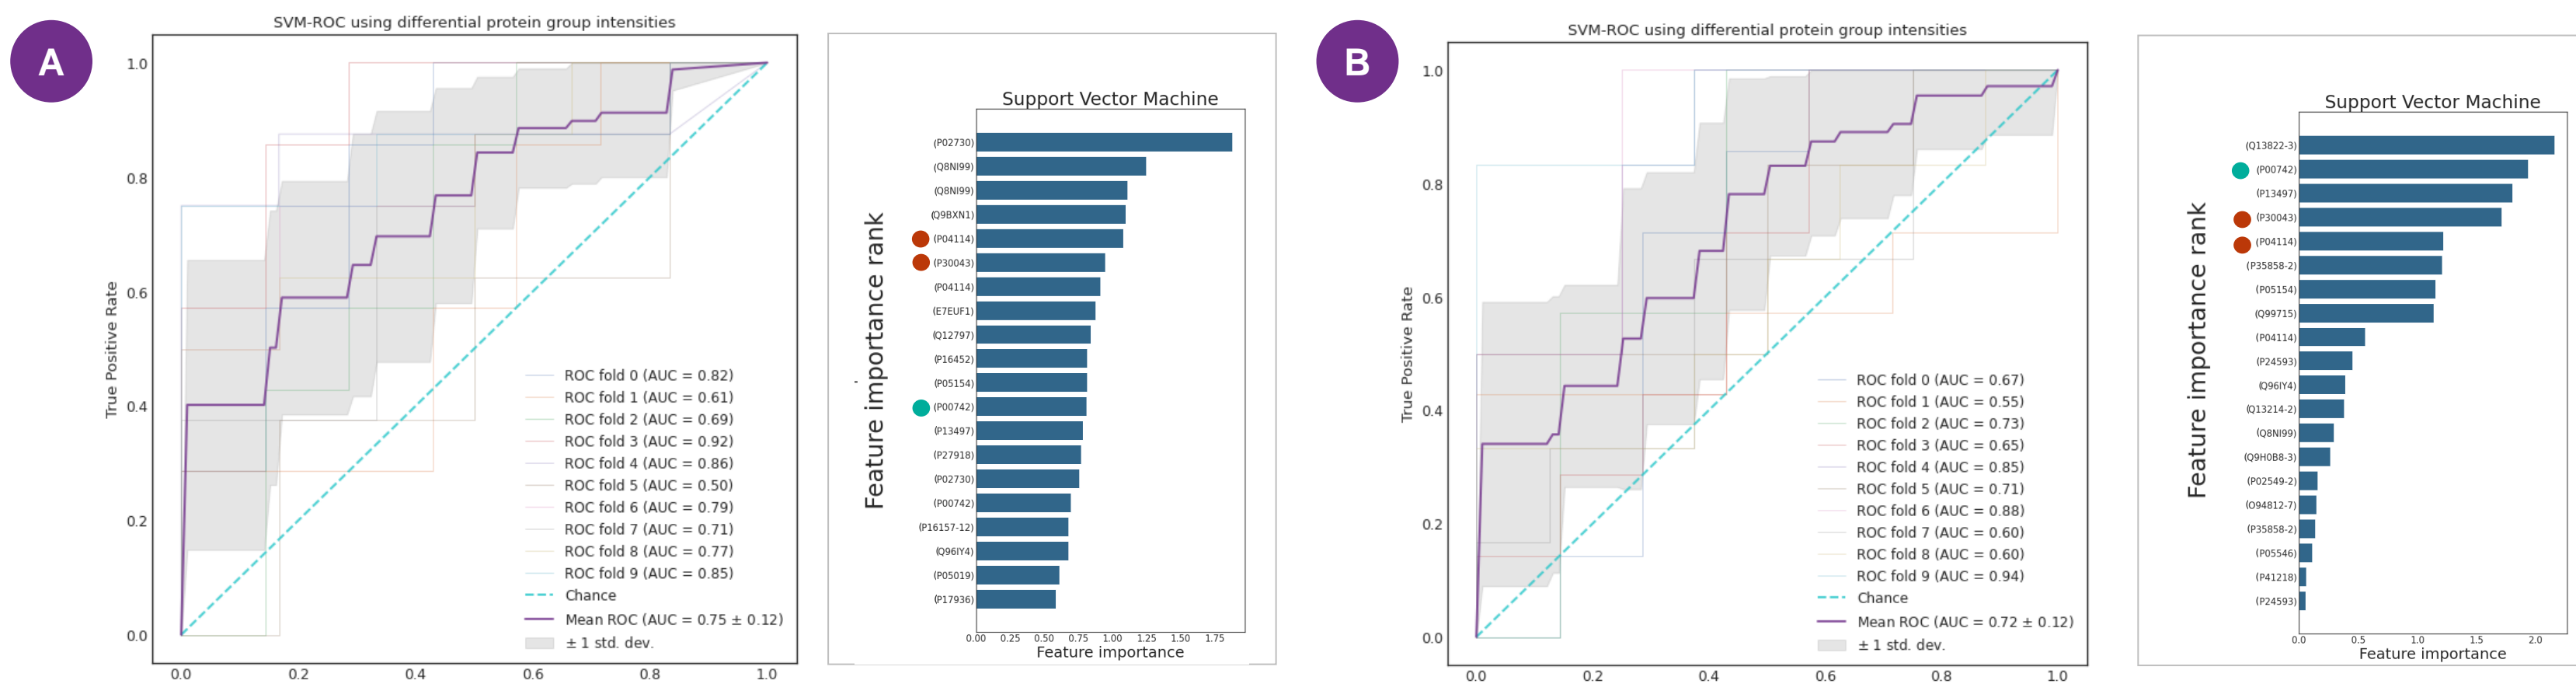 A
SVM-ROC using differential protein group intensities
True Positive Rate
1.0
0.8
0.6
0.4
0.2
0.0
0.0 0.2 0.4 0.6 0.8 1.0
ROC fold 0 (AUC = 0.82)
ROC fold 1 (AUC = 0.61)
ROC fold 2 (AUC = 0.69)
ROC fold 3 (AUC = 0.92)
ROC fold 4 (AUC = 0.86)
ROC fold 5 (AUC = 0.50)
ROC fold 6 (AUC = 0.79)
ROC fold 7 (AUC = 0.71)
ROC fold 8 (AUC = 0.77)
ROC fold 9 (AUC = 0.85)
Chance
Mean ROC (AUC = 0.75 ± 0.12)
± 1 std. dev.
Support Vector Machine
Feature importance rank
(P02730)
(Q8NI99)
(Q8NI99)
(Q9BXN1)
(P04114)
(P30043)
(P04114)
(E7EUF1)
(Q12797)
(P16452)
(P05154)
(P00742)
(P13497)
(P27918)
(P02730)
(P00742)
(P16157-12)
(Q96IY4)
(P05019)
(P17936)
0.00 0.25 0.50 0.75 1.00 1.25 1.50 1.75
Feature importance
B
SVM-ROC using differential protein group intensities
True Positive Rate
1.0
0.8
0.6
0.4
0.2
0.0
0.0 0.2 0.4 0.6 0.8 1.0
ROC fold 0 (AUC = 0.67)
ROC fold 1 (AUC = 0.55)
ROC fold 2 (AUC = 0.73)
ROC fold 3 (AUC = 0.65)
ROC fold 4 (AUC = 0.85)
ROC fold 5 (AUC = 0.71)
ROC fold 6 (AUC = 0.88)
ROC fold 7 (AUC = 0.60)
ROC fold 8 (AUC = 0.60)
ROC fold 9 (AUC = 0.94)
Chance
Mean ROC (AUC = 0.72 ± 0.12)
± 1 std. dev.
Support Vector Machine
Feature importance rank
(Q13822-3)
(P00742)
(P13497)
(P30043)
(P04114)
(P35858-2)
(P05154)
(Q99715)
(P04114)
(P24593)
(Q96IY4)
(Q13214-2)
(Q8NI99)
(Q9H0B8-3)
(P02549-2)
(O94812-7)
(P35858-2)
(P05546)
(P41218)
(P24593)
0.0 0.5 1.0 1.5 2.0
Feature importance